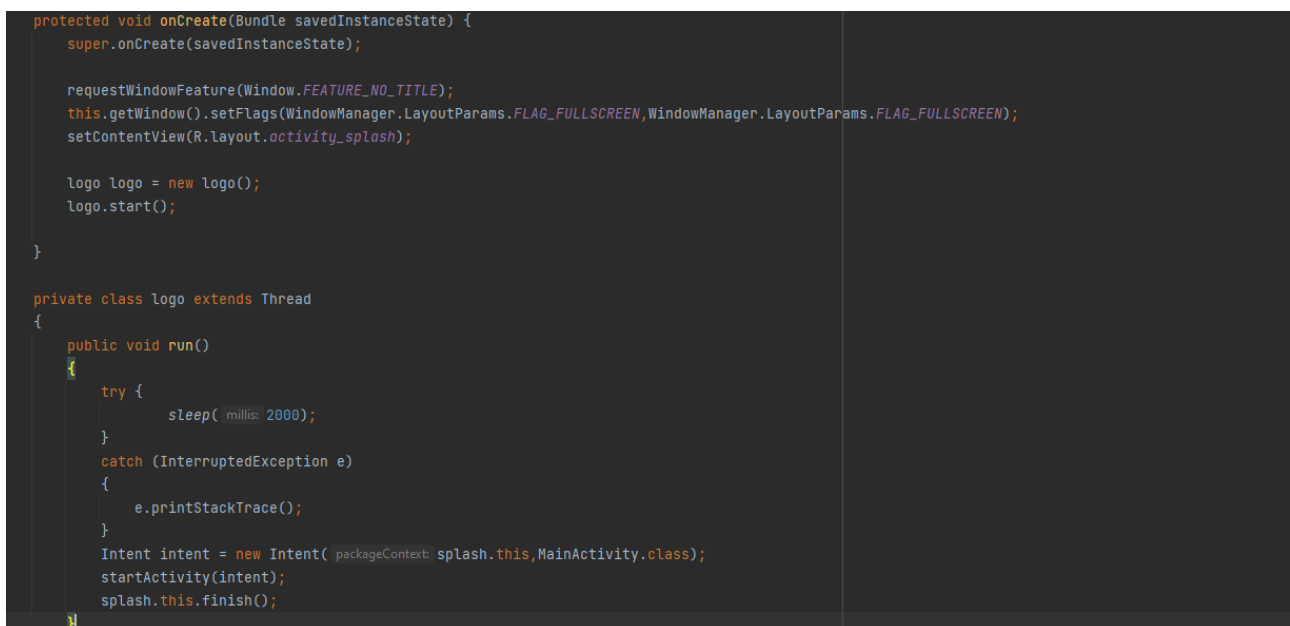 protected void onCreate(Bundle savedInstanceState) {
super.onCreate(savedInstanceState);
requestWindowFeature(Window.FEATURE_NO_TITLE);
this.getWindow().setFlags(WindowManager.LayoutParams.FLAG_FULLSCREEN,WindowManager.LayoutParams.FLAG_FULLSCREEN);
setContentView(R.layout.activity_splash);
logo logo = new logo();
logo.start();
}
private class logo extends Thread
{
public void run()
{
try {
sleep( millis: 2000);
}
catch (InterruptedException e)
{
e.printStackTrace();
}
Intent intent = new Intent( packageContext: splash.this,MainActivity.class);
startActivity(intent);
splash.this.finish();
}